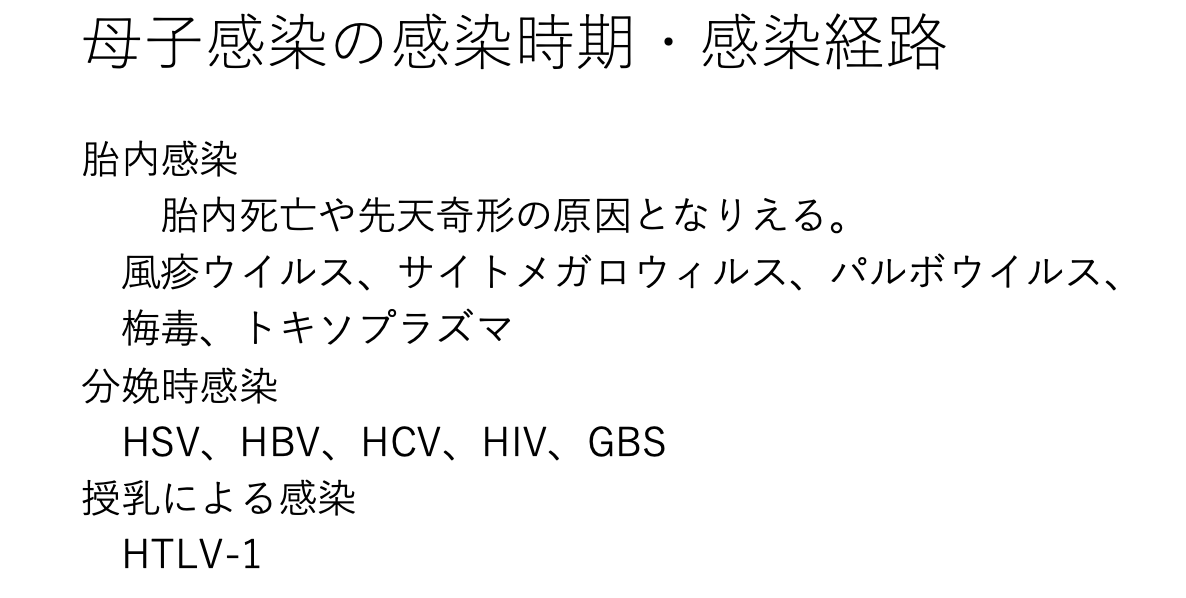 母子感染の感染時期・感染経路
胎内感染
胎内死亡や先天奇形の原因となりえる。
風疹ウイルス、サイトメガロウィルス、パルボウイルス、
梅毒、トキソプラズマ
分娩時感染
HSV、HBV、HCV、HIV、GBS
授乳による感染
HTLV-1